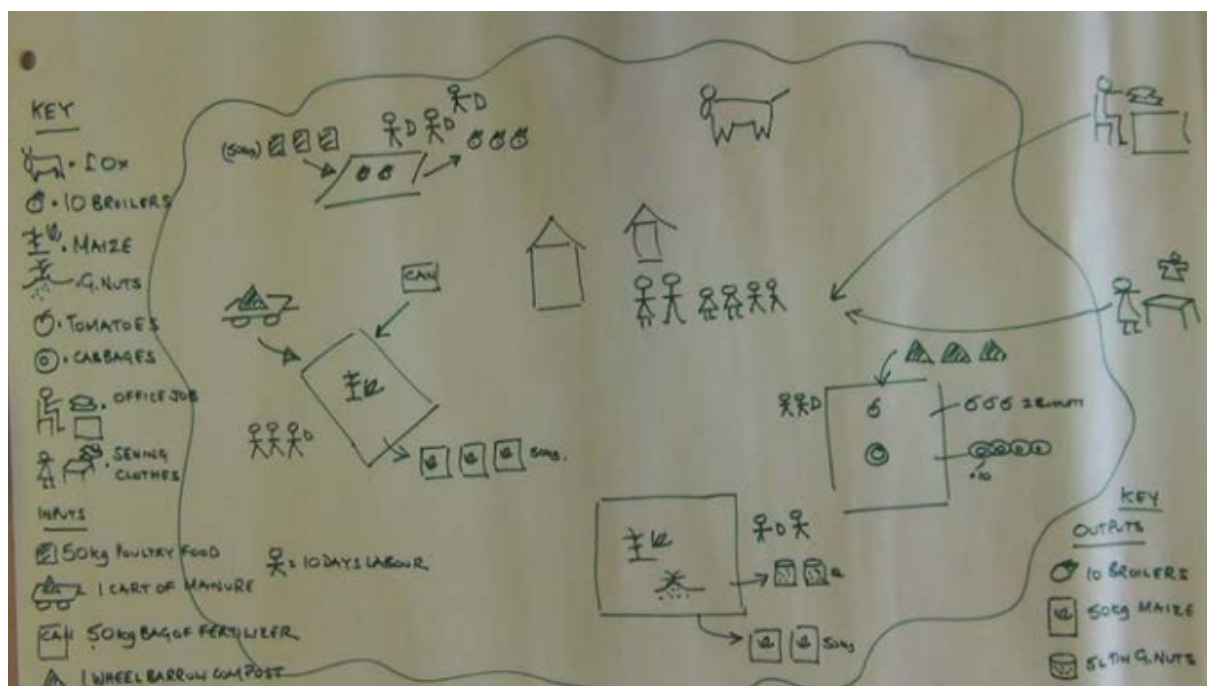 KEY
1 OX
10 BROILERS
MAIZE
G.NUTS
TOMATOES
CABBAGES
OFFICE JOB
SEWING
CLOTHES
INPUTS
50kg POULTRY FOOD
= 10 DAYS LABOUR
1 CART OF MANURE
CAN 50kg BAG OF FERTILIZER
1 WHEEL BARROW COMPOST
(50kg)
D
D
D
CAN
D
50kg.
D
10
D
50kg
KEY
OUTPUTS
10 BROILERS
50kg MAIZE
5L TIN G.NUTS